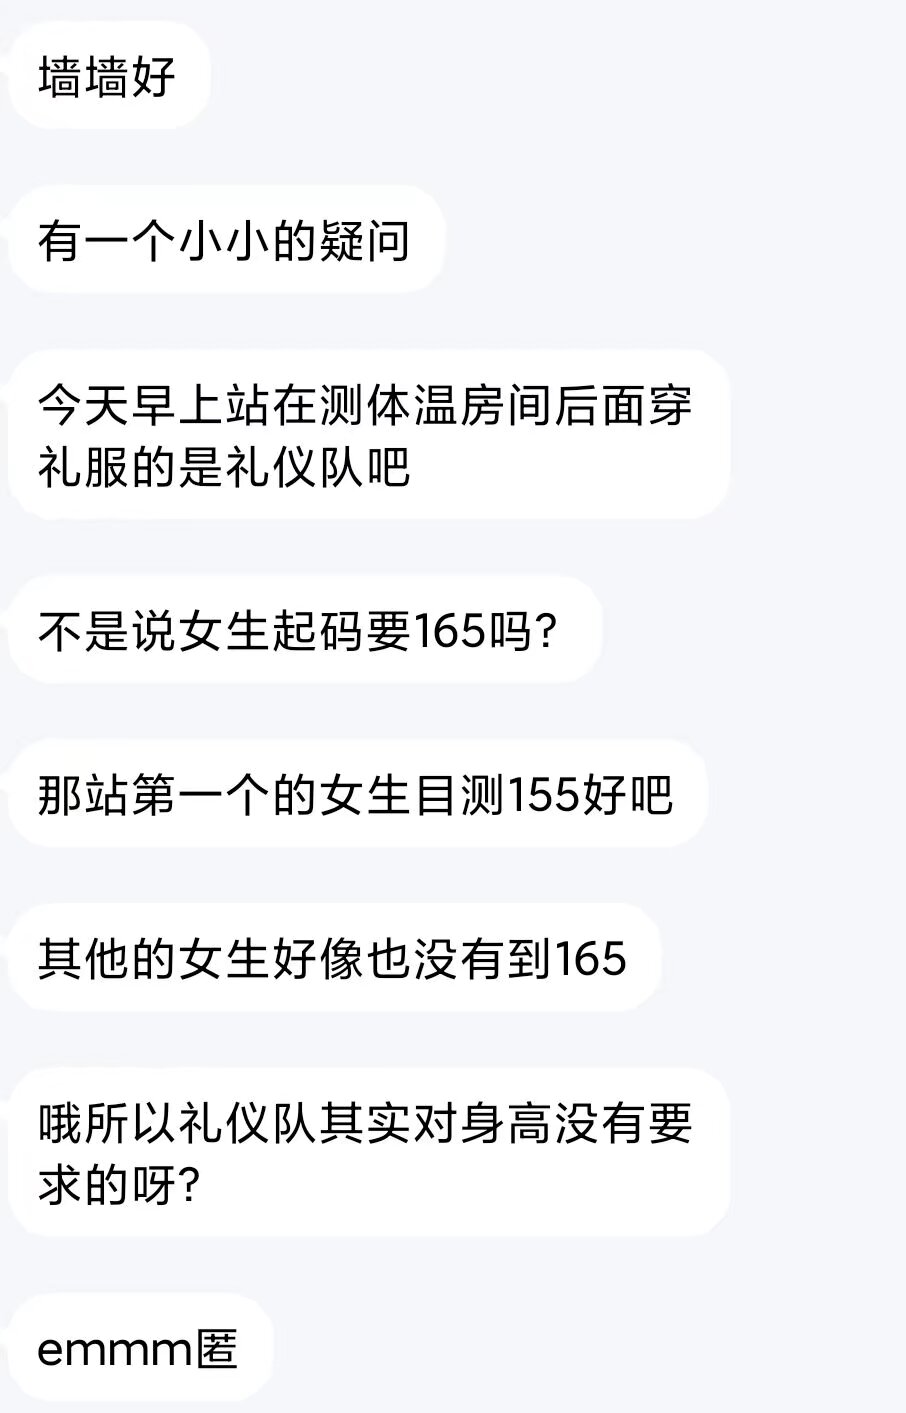 墙墙好
有一个小小的疑问
今天早上站在测体温房间后面穿
礼服的是礼仪队吧
不是说女生起码要165吗?
那站第一个的女生目测155好吧
其他的女生好像也没有到165
哦所以礼仪队其实对身高没有要
求的呀?
emmm匿